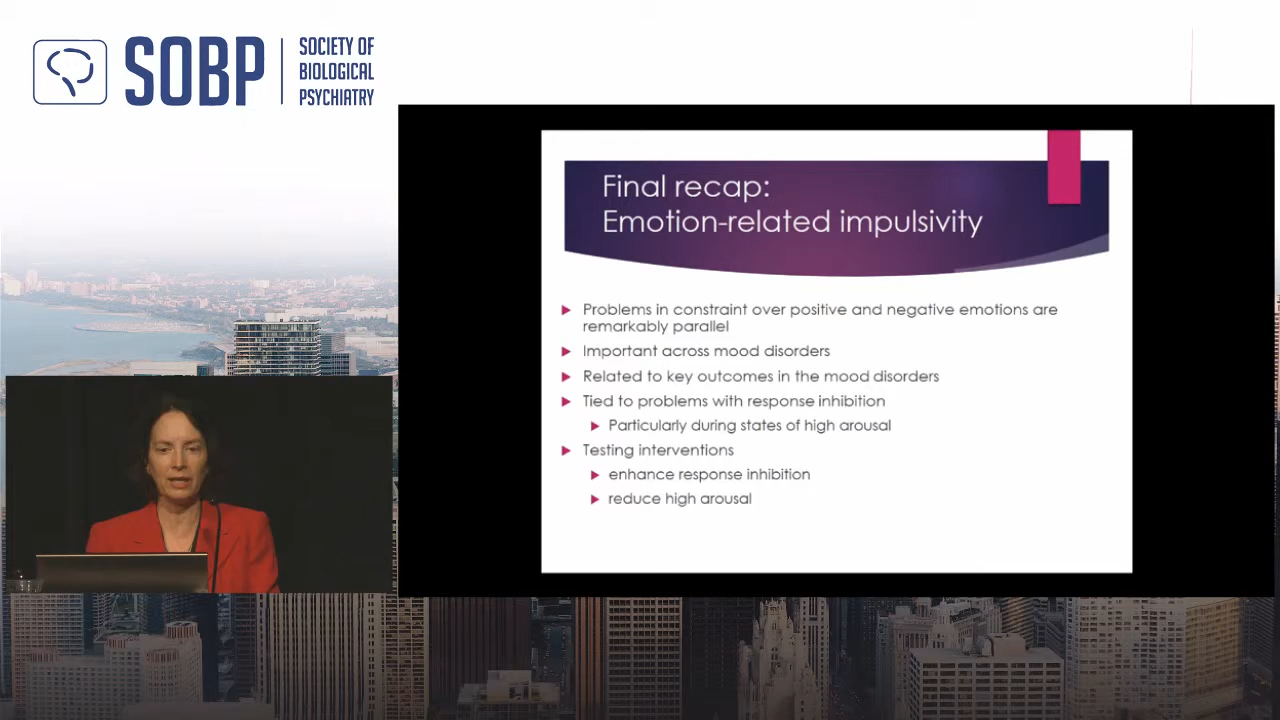 SOBP
SOCIETY OF
BIOLOGICAL
PSYCHIATRY
Final recap:
Emotion-related impulsivity
Problems in constraint over positive and negative emotions are
remarkably parallel
Important across mood disorders
Related to key outcomes in the mood disorders
Tied to problems with response inhibition
Particularly during states of high arousal
Testing interventions
enhance response inhibition
reduce high arousal